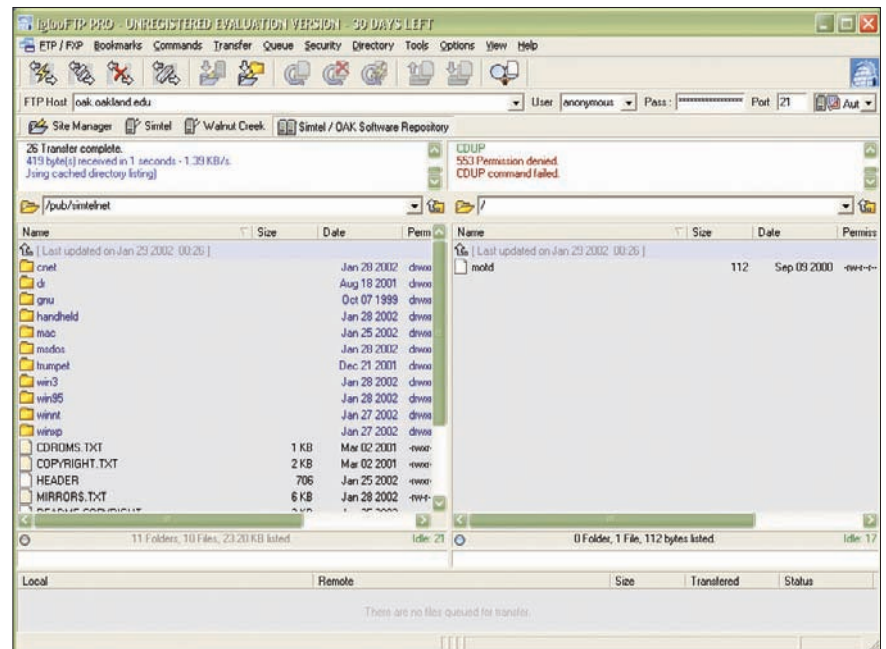 IglooFTP PRO - UNREGISTERED EVALUATION VERSION - 30 DAYS LEFT
FTP / FXP Bookmarks Commands Transfer Queue Security Directory Tools Options View Help
FTP Host oak.oakland.edu User anonymous Pass: Port 21 Aut
Site Manager Simtel Walnut Creek Simtel / OAK Software Repository
26 Transfer complete.
419 byte(s) received in 1 seconds - 1.39 KB/s.
Jsing cached directory listing)
CDUP
553 Permission denied.
CDUP command failed.
/pub/simtelnet
/
Name Size Date Perm
[ Last updated on Jan 29 2002 00:26 ]
cnet Jan 28 2002
dr Aug 18 2001
gnu Oct 07 1999
handheld Jan 28 2002
mac Jan 25 2002
msdos Jan 28 2002
trumpet Dec 21 2001
win3 Jan 28 2002
win95 Jan 28 2002
winnt Jan 27 2002
winxp Jan 27 2002
CDROMS.TXT 1 KB Mar 02 2001
COPYRIGHT.TXT 2 KB Mar 02 2001
HEADER 706 Jan 25 2002
MIRRORS.TXT 6 KB Jan 28 2002
11 Folders, 10 Files, 23.20 KB listed. Idle: 21
Name Size Date Permiss
[ Last updated on Jan 29 2002 00:26 ]
motd 112 Sep 09 2000 -rw-r--r--
0 Folder, 1 File, 112 bytes listed. Idle: 17
Local Remote Size Transfered Status
There are no files queued for transfer.